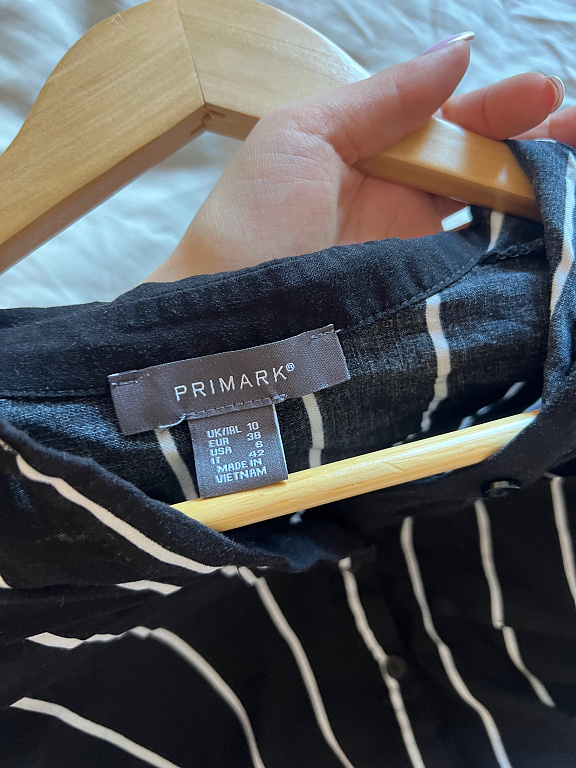 PRIMARK®
UK/IRL 10
EUR 38
USA 6
IT 42
MADE IN
VIETNAM